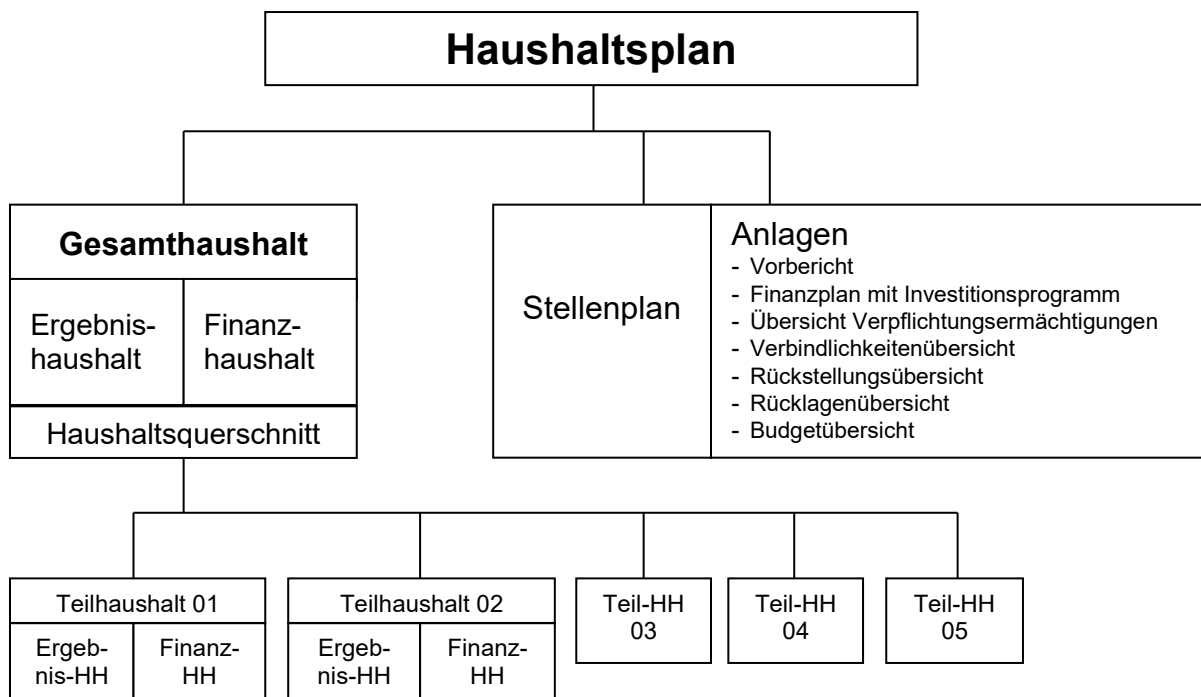 Haushaltsplan
Gesamthaushalt
Ergebnis-
haushalt
Finanz-
haushalt
Haushaltsquerschnitt
Stellenplan
Anlagen
- Vorbericht
- Finanzplan mit Investitionsprogramm
- Übersicht Verpflichtungsermächtigungen
- Verbindlichkeitenübersicht
- Rückstellungsübersicht
- Rücklagenübersicht
- Budgetübersicht
Teilhaushalt 01
Ergeb-
nis-HH
Finanz-
HH
Teilhaushalt 02
Ergeb-
nis-HH
Finanz-
HH
Teil-HH
03
Teil-HH
04
Teil-HH
05